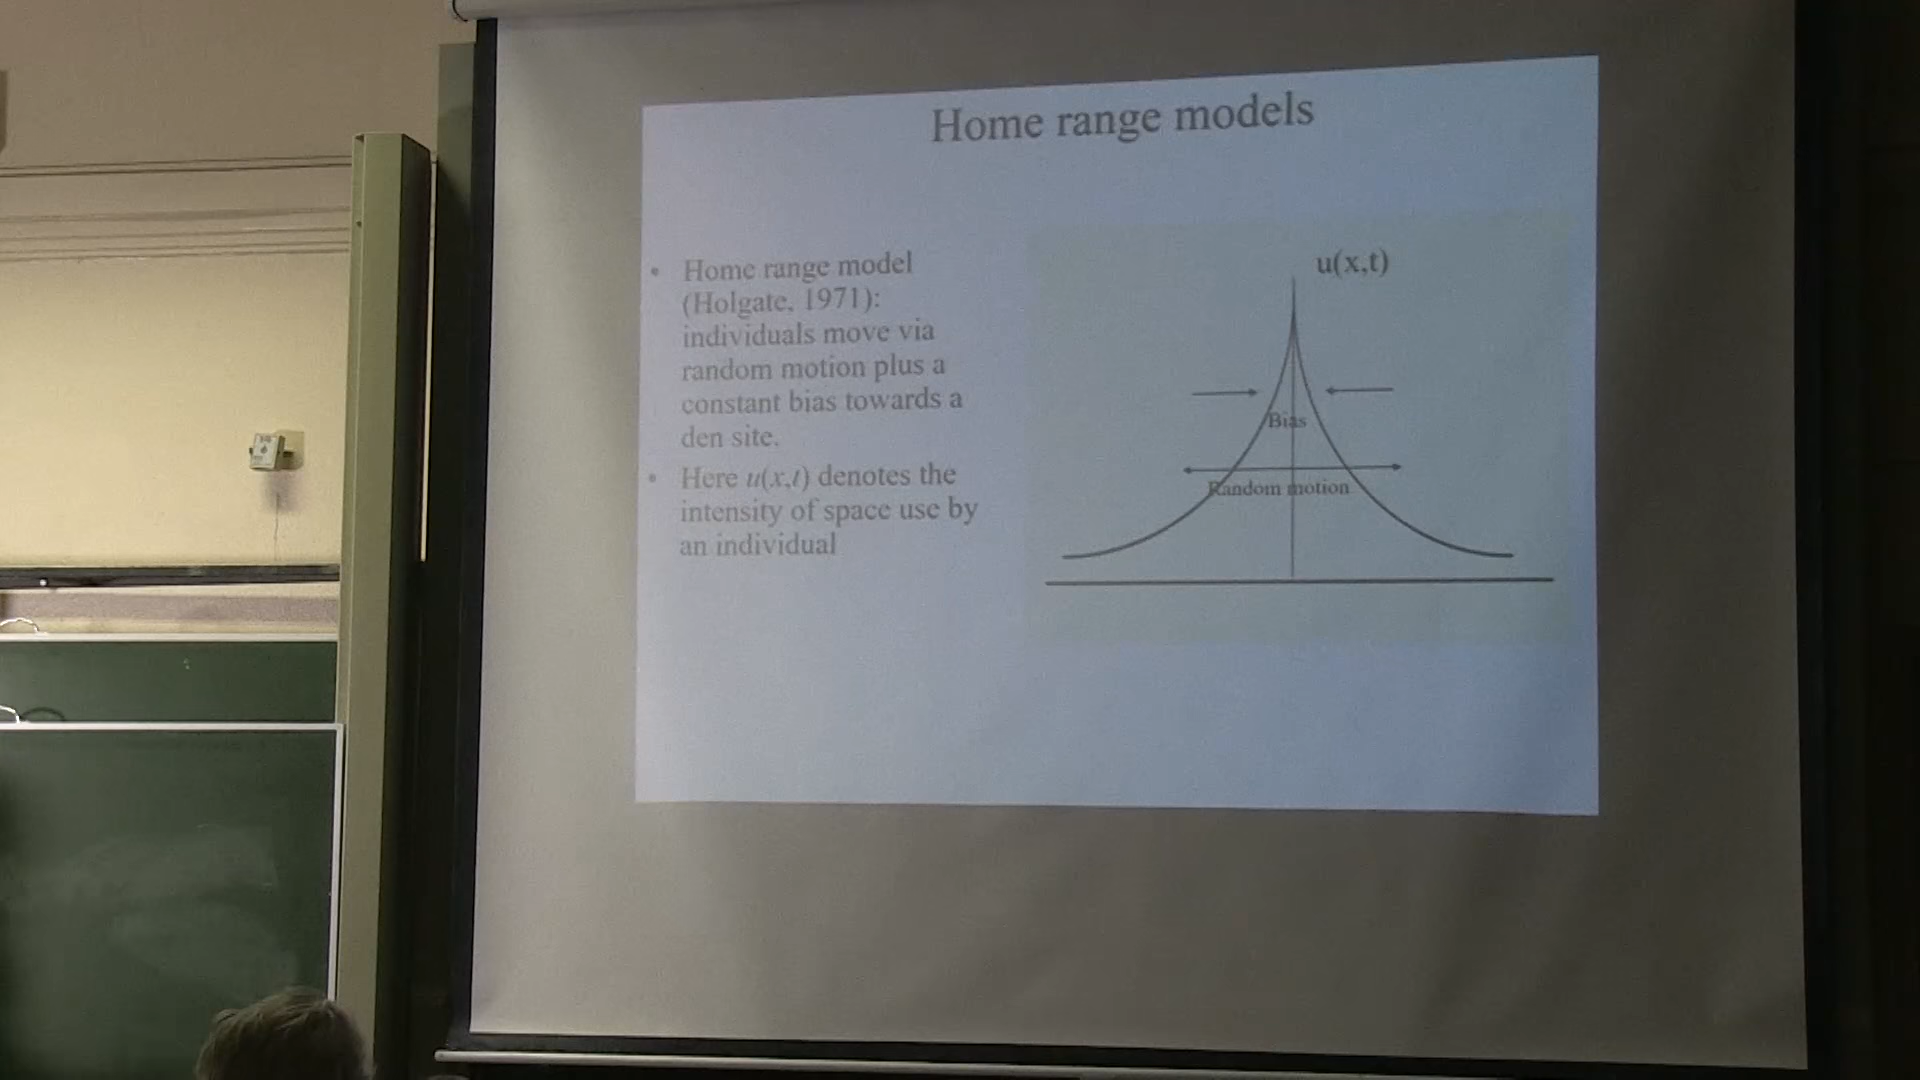 Home range models
• Home range model
(Holgate, 1971):
individuals move via
random motion plus a
constant bias towards a
den site.
• Here u(x,t) denotes the
intensity of space use by
an individual
u(x,t)
Bias
Random motion